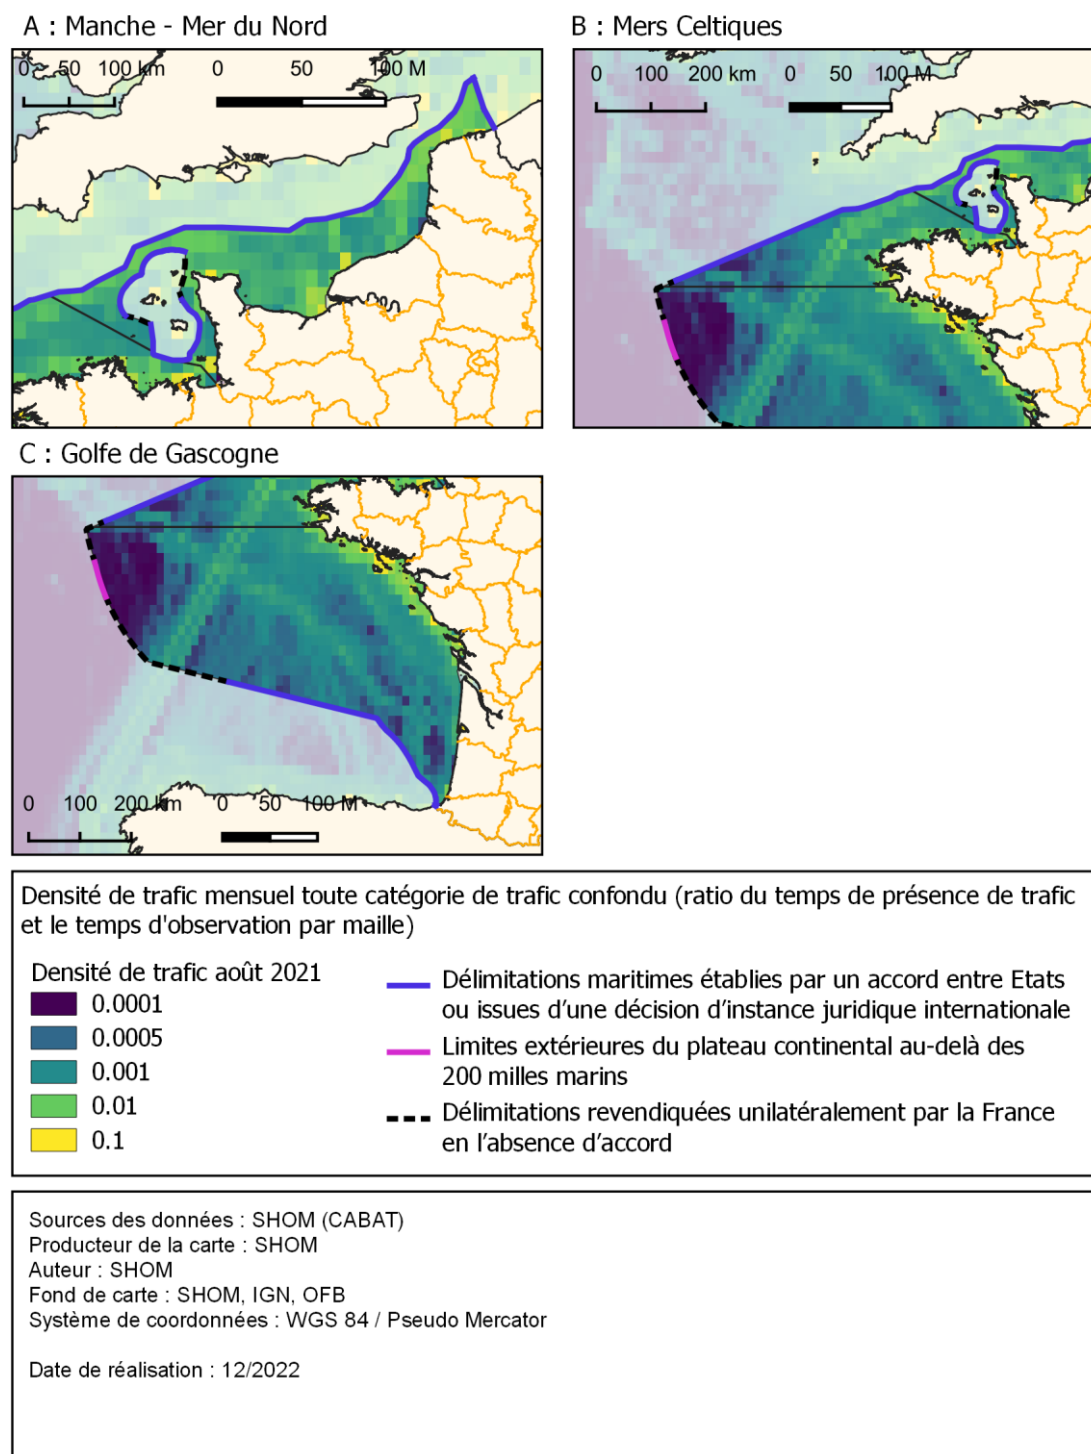 A : Manche - Mer du Nord
0 50 100 km 0 50 100 M
B : Mers Celtiques
0 100 200 km 0 50 100 M
C : Golfe de Gascogne
0 100 200 km 0 50 100 M
Densité de trafic mensuel toute catégorie de trafic confondu (ratio du temps de présence de trafic
et le temps d'observation par maille)
Densité de trafic août 2021
0.0001
0.0005
0.001
0.01
0.1
Délimitations maritimes établies par un accord entre Etats
ou issues d’une décision d’instance juridique internationale
Limites extérieures du plateau continental au-delà des
200 milles marins
Délimitations revendiquées unilatéralement par la France
en l’absence d’accord
Sources des données : SHOM (CABAT)
Producteur de la carte : SHOM
Auteur : SHOM
Fond de carte : SHOM, IGN, OFB
Système de coordonnées : WGS 84 / Pseudo Mercator
Date de réalisation : 12/2022